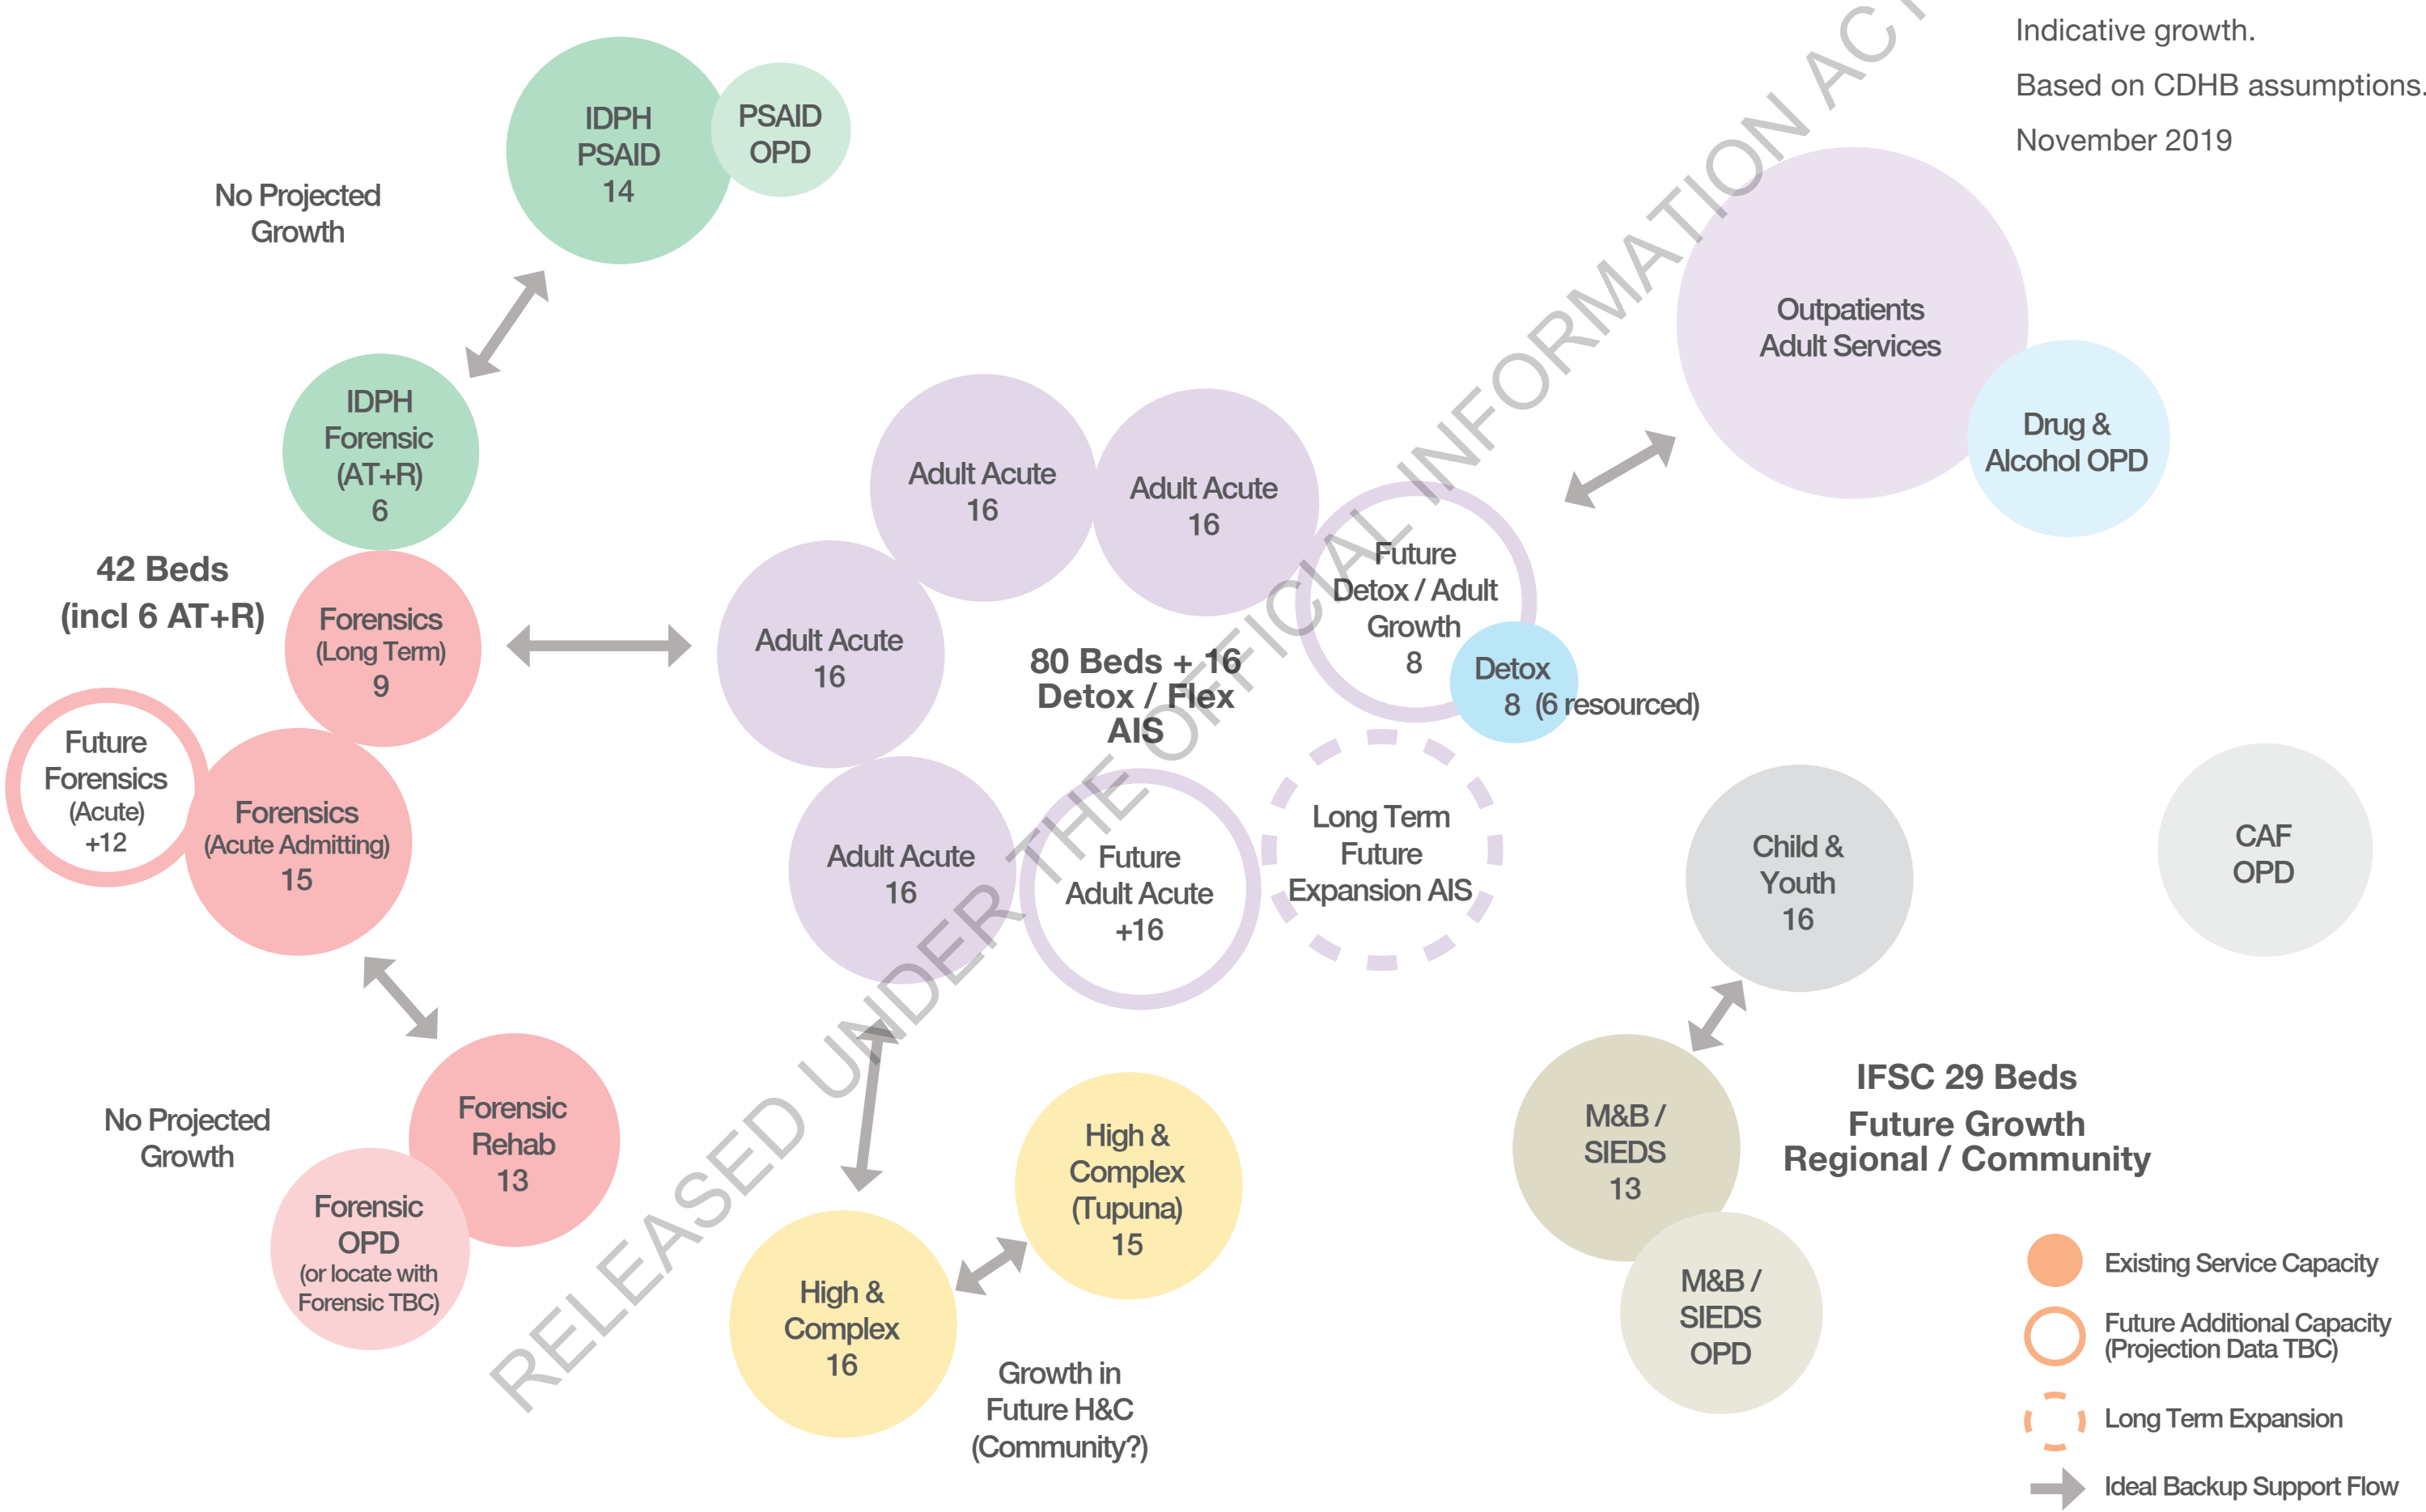 Indicative growth.
Based on CDHB assumptions.
November 2019
IDPH
PSAID
14
PSAID
OPD
No Projected
Growth
IDPH
Forensic
(AT+R)
6
42 Beds
(incl 6 AT+R)
Forensics
(Long Term)
9
Future
Forensics
(Acute)
+12
Forensics
(Acute Admitting)
15
No Projected
Growth
Forensic
Rehab
13
Forensic
OPD
(or locate with
Forensic TBC)
Adult Acute
16
Adult Acute
16
Adult Acute
16
Adult Acute
16
80 Beds + 16
Detox / Flex
AIS
Future
Detox / Adult
Growth
8
Detox
8 (6 resourced)
Future
Adult Acute
+16
Long Term
Future
Expansion AIS
Outpatients
Adult Services
Drug &
Alcohol OPD
High &
Complex
(Tupuna)
15
High &
Complex
16
Growth in
Future H&C
(Community?)
Child &
Youth
16
CAF
OPD
M&B /
SIEDS
13
IFSC 29 Beds
Future Growth
Regional / Community
M&B /
SIEDS
OPD
Existing Service Capacity
Future Additional Capacity
(Projection Data TBC)
Long Term Expansion
Ideal Backup Support Flow
RELEASED UNDER THE OFFICIAL INFORMATION ACT